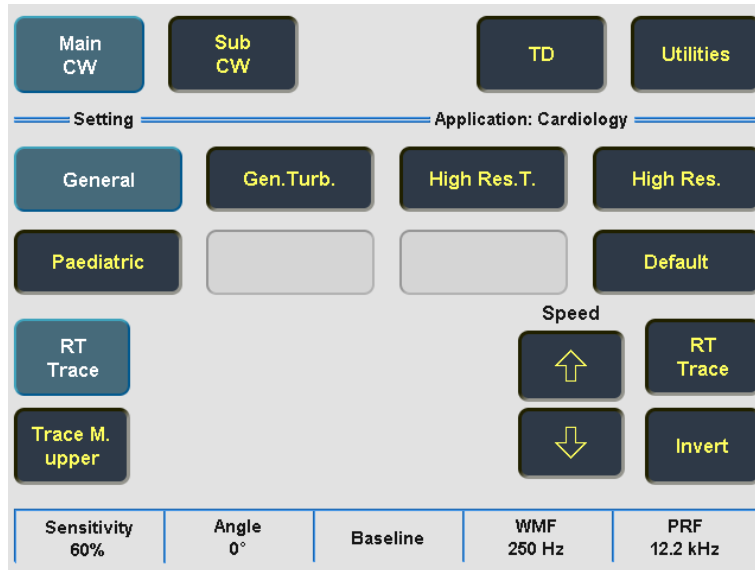 Main
CW
Sub
CW
TD
Utilities
Setting
Application: Cardiology
General
Gen.Turb.
High Res.T.
High Res.
Paediatric
Default
Speed
RT
Trace
RT
Trace
Trace M.
upper
Invert
Sensitivity
60%
Angle
0°
Baseline
WMF
250 Hz
PRF
12.2 kHz